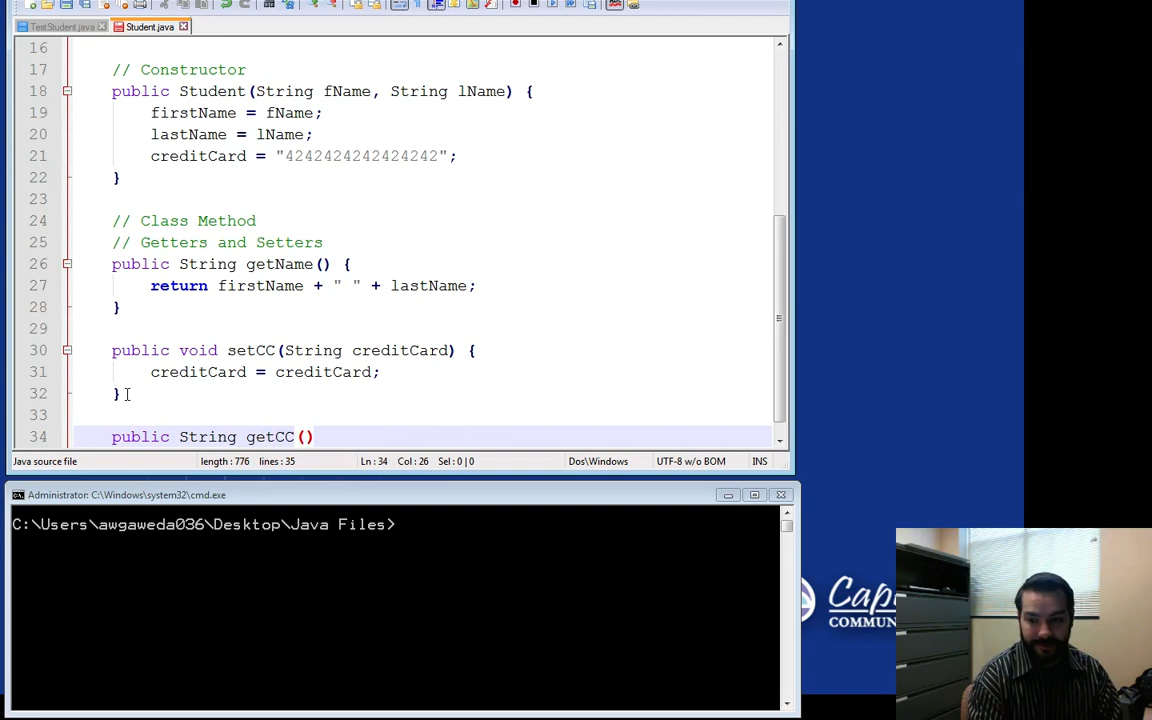 TestStudent.java Student.java
16
17 // Constructor
18 public Student(String fName, String lName) {
19 firstName = fName;
20 lastName = lName;
21 creditCard = "4242424242424242";
22 }
23
24 // Class Method
25 // Getters and Setters
26 public String getName() {
27 return firstName + " " + lastName;
28 }
29
30 public void setCC(String creditCard) {
31 creditCard = creditCard;
32 }
33
34 public String getCC()
Java source file length : 776 lines : 35 Ln : 34 Col : 26 Sel : 0 | 0 Dos\Windows UTF-8 w/o BOM INS
Administrator: C:\Windows\system32\cmd.exe
C:\Users\awgaweda036\Desktop\Java Files>